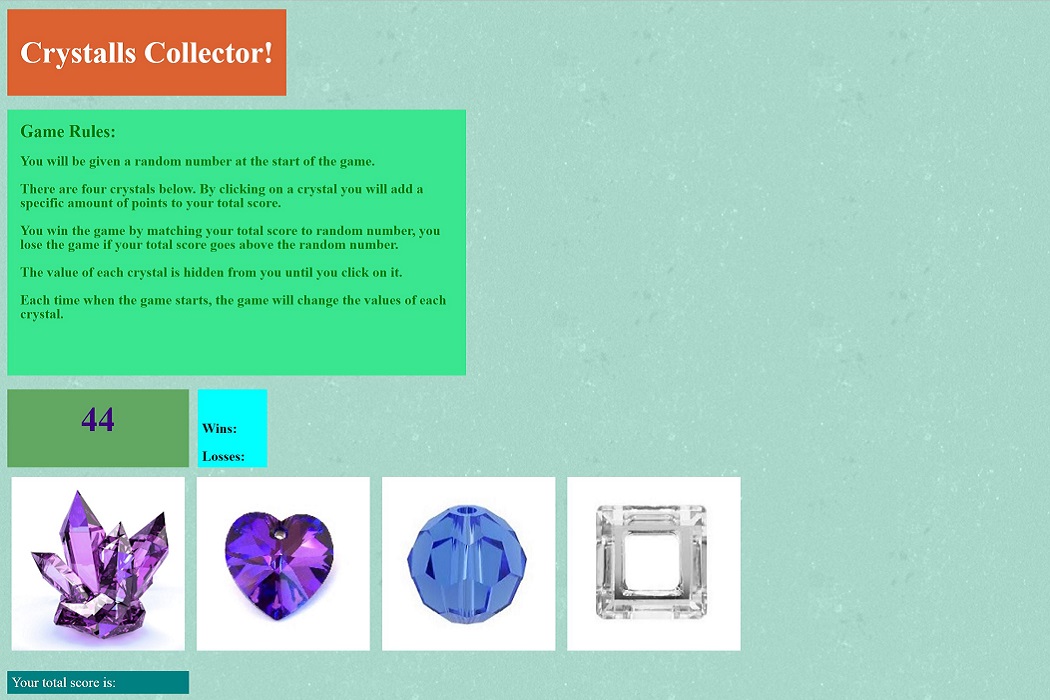 Crystalls Collector!
Game Rules:
You will be given a random number at the start of the game.
There are four crystals below. By clicking on a crystal you will add a
specific amount of points to your total score.
You win the game by matching your total score to random number, you
lose the game if your total score goes above the random number.
The value of each crystal is hidden from you until you click on it.
Each time when the game starts, the game will change the values of each
crystal.
44
Wins:
Losses:
Your total score is: